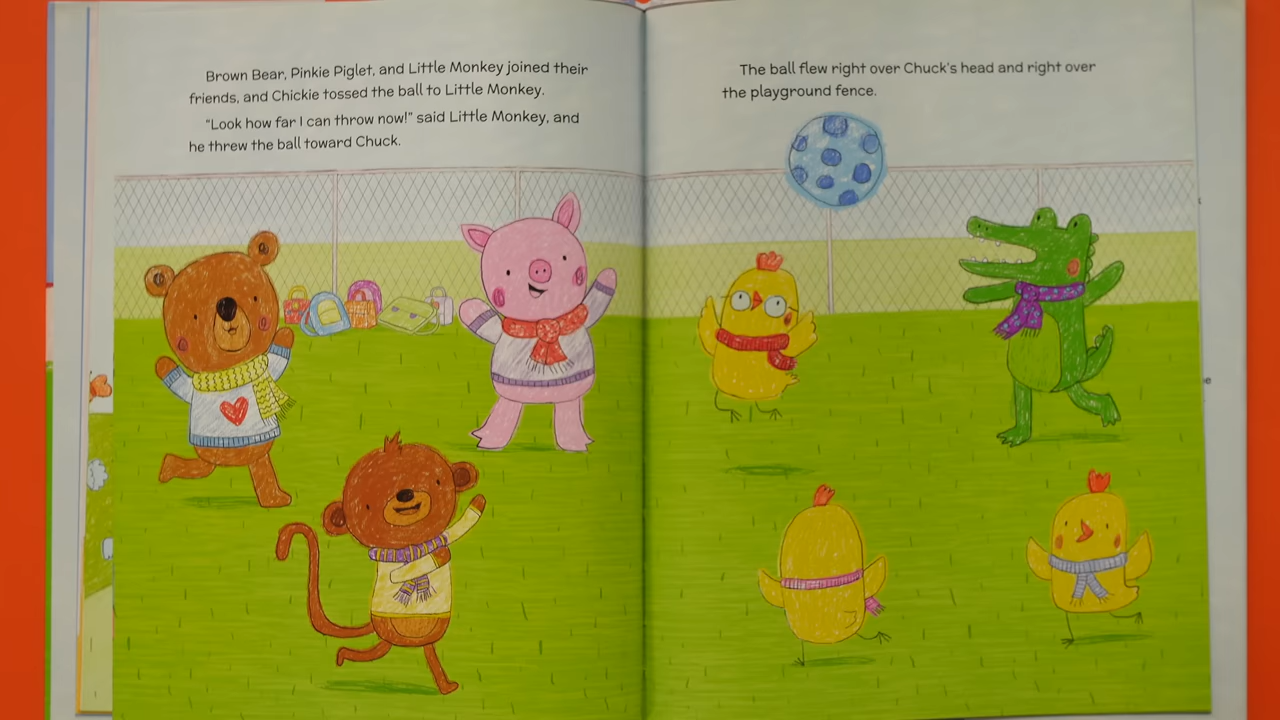 Brown Bear, Pinkie Piglet, and Little Monkey joined their
friends, and Chickie tossed the ball to Little Monkey.
“Look how far I can throw now!” said Little Monkey, and
he threw the ball toward Chuck.
The ball flew right over Chuck’s head and right over
the playground fence.